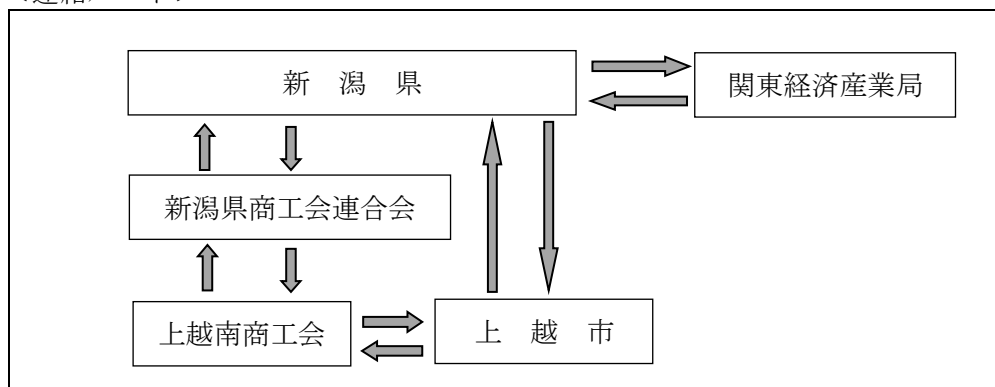 新 潟 県
関東経済産業局
新潟県商工会連合会
上越南商工会
上 越 市